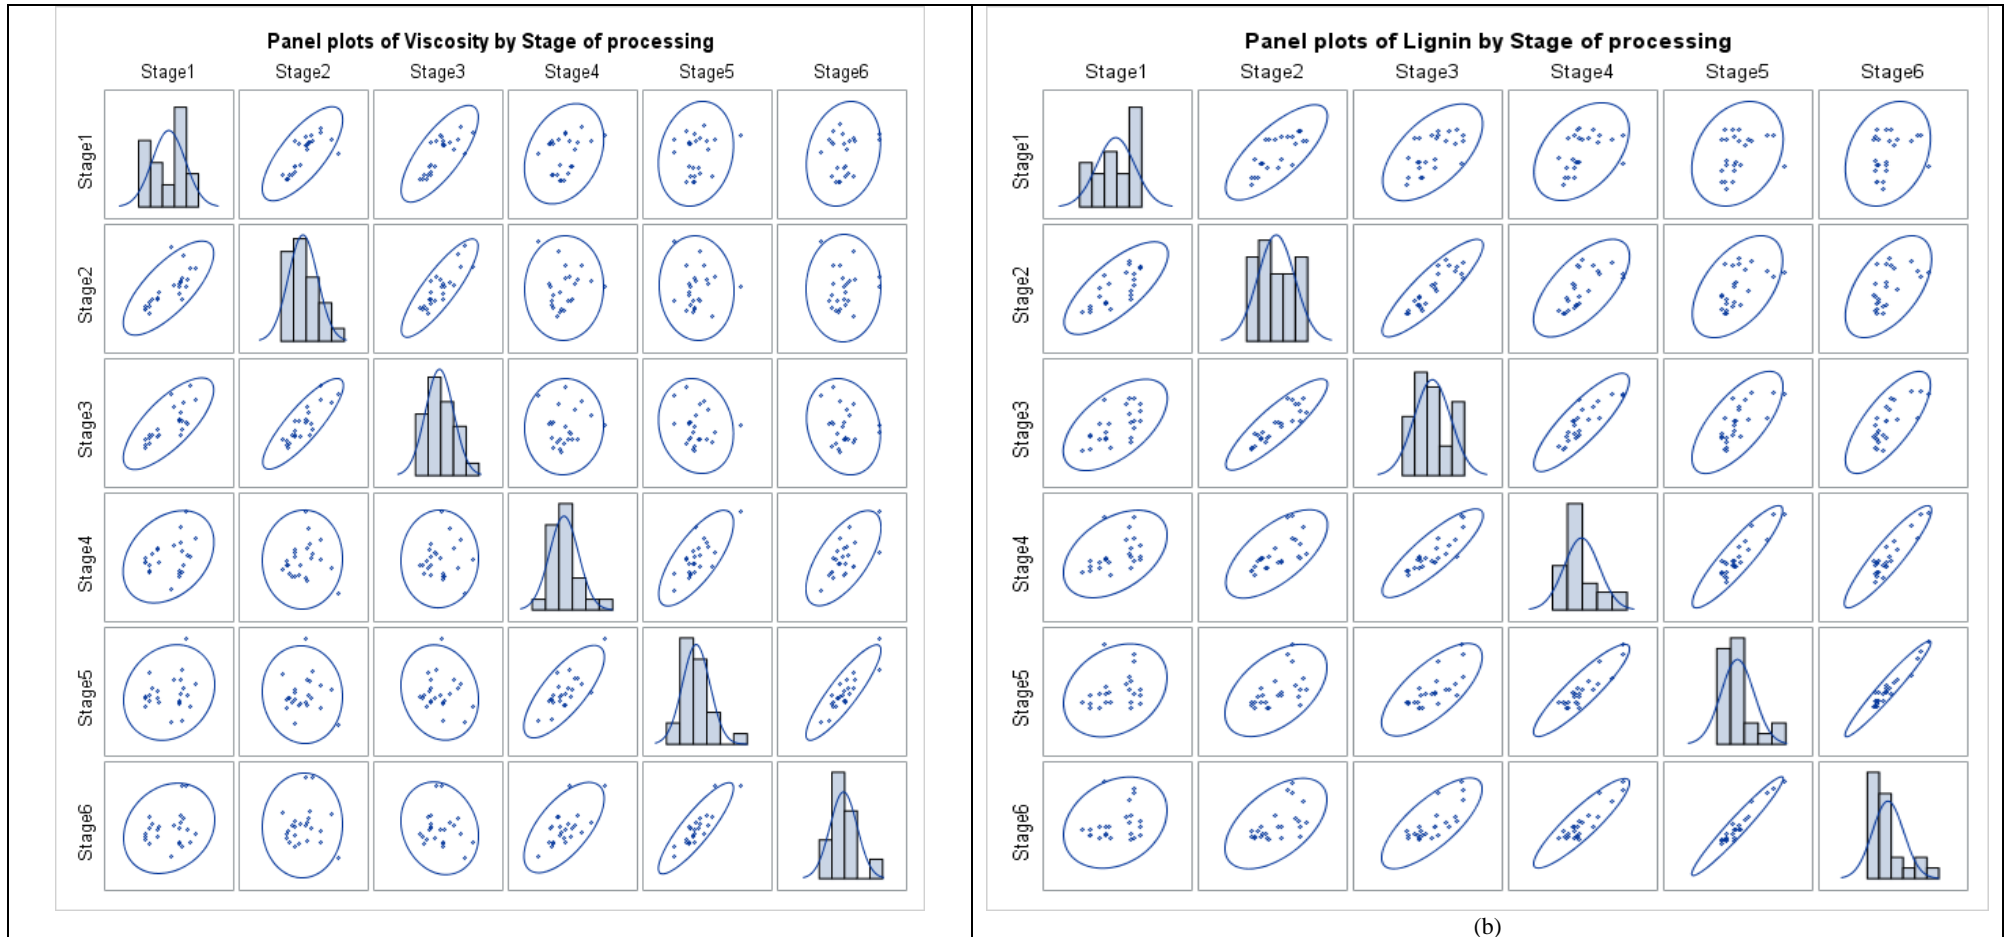 Panel plots of Viscosity by Stage of processing
Stage1 Stage2 Stage3 Stage4 Stage5 Stage6
Stage1
Stage2
Stage3
Stage4
Stage5
Stage6
Panel plots of Lignin by Stage of processing
Stage1 Stage2 Stage3 Stage4 Stage5 Stage6
Stage1
Stage2
Stage3
Stage4
Stage5
Stage6
(b)